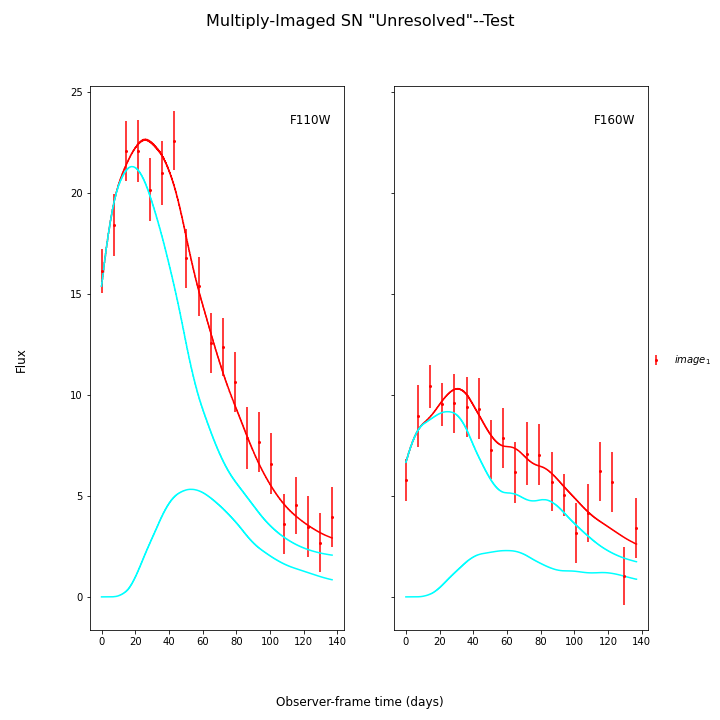 Multiply-Imaged SN "Unresolved"--Test
F110W
F160W
25
20
15
10
5
0
Flux
image1
0 20 40 60 80 100 120 140
0 20 40 60 80 100 120 140
Observer-frame time (days)